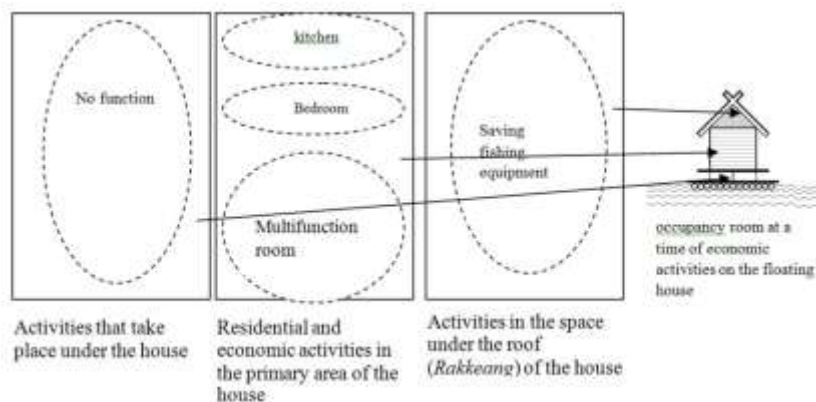 No function
kitchen
Bedroom
Multifunction
room
Saving
fishing
equipment
occupancy room at a
time of economic
activities on the floating
house
Activities that take
place under the house
Residential and
economic activities in
the primary area of the
house
Activities in the space
under the roof
(Rakkeang) of the house